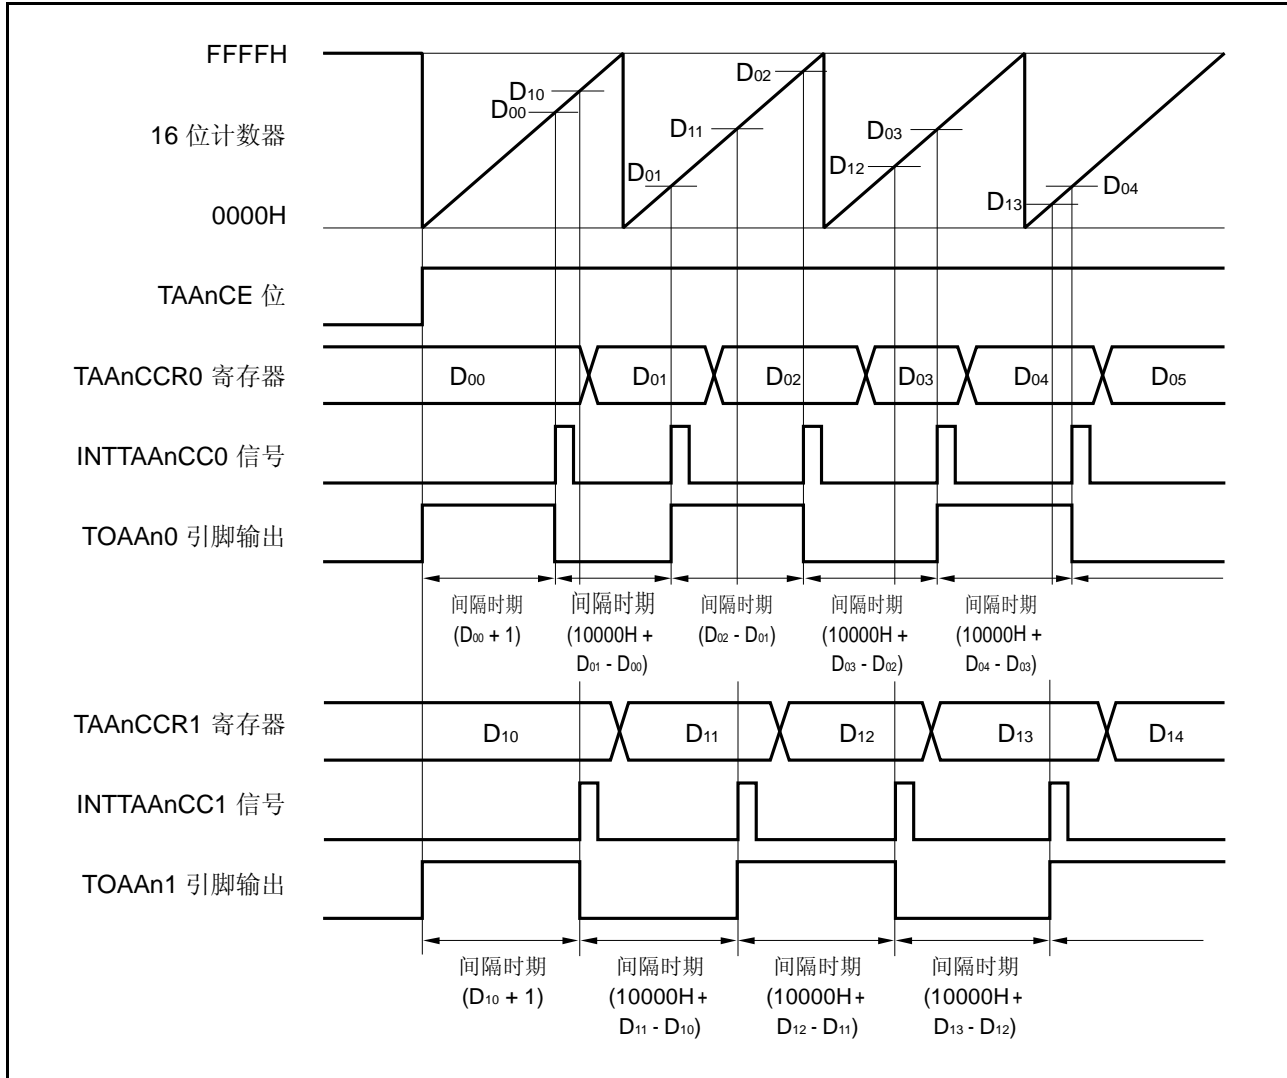 FFFFH
16 位计数器
0000H
D10
D00
D01
D11
D02
D12
D03
D13
D04
TAAnCE 位
TAAnCCR0 寄存器
D00
D01
D02
D03
D04
D05
INTTAAnCC0 信号
TOAAn0 引脚输出
间隔时期
(D00 + 1)
间隔时期
(10000H +
D01 - D00)
间隔时期
(D02 - D01)
间隔时期
(10000H +
D03 - D02)
间隔时期
(10000H +
D04 - D03)
TAAnCCR1 寄存器
D10
D11
D12
D13
D14
INTTAAnCC1 信号
TOAAn1 引脚输出
间隔时期
(D10 + 1)
间隔时期
(10000H +
D11 - D10)
间隔时期
(10000H +
D12 - D11)
间隔时期
(10000H +
D13 - D12)